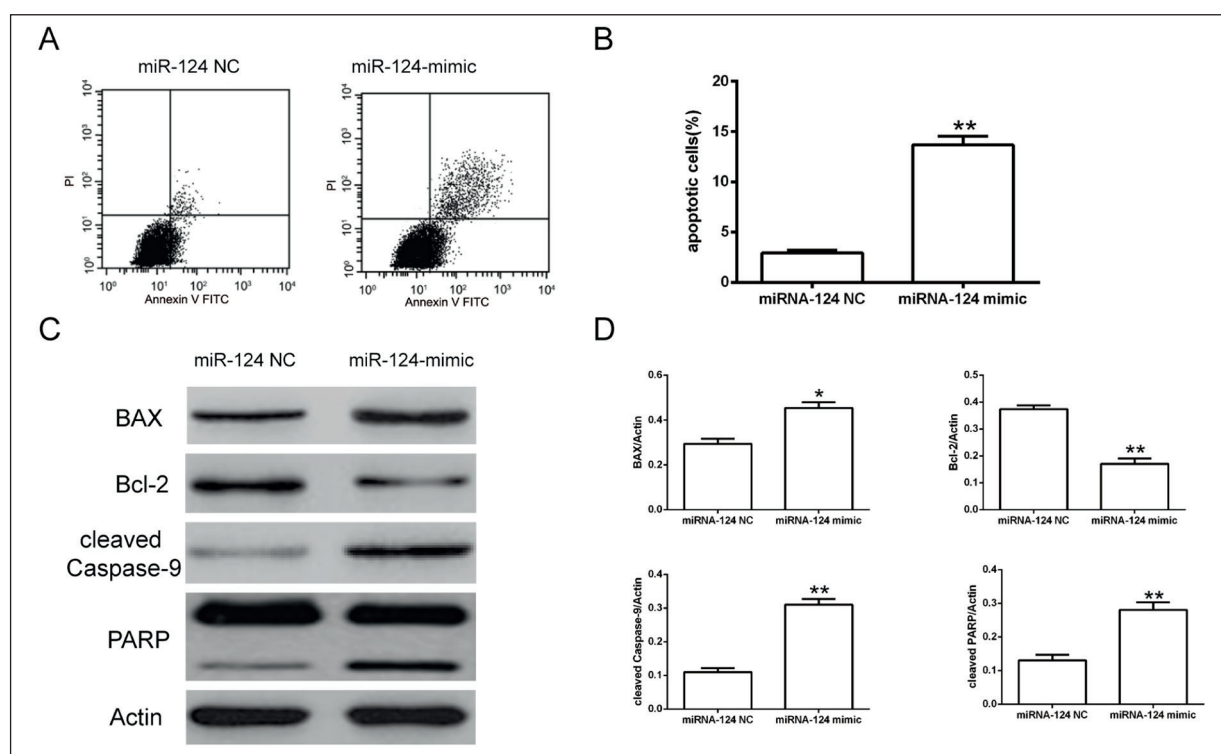 A
miR-124 NC
miR-124-mimic
10⁴
10³
10²
10¹
10⁰
PI
10⁰ 10¹ 10² 10³ 10⁴
Annexin V FITC
10⁴
10³
10²
10¹
10⁰
PI
10⁰ 10¹ 10² 10³ 10⁴
Annexin V FITC
B
apoptotic cells(%)
20
15
10
5
0
**
miRNA-124 NC miRNA-124 mimic
C
miR-124 NC miR-124-mimic
BAX
Bcl-2
cleaved
Caspase-9
PARP
Actin
D
BAX/Actin
0.6
0.4
0.2
0.0
*
miRNA-124 NC miRNA-124 mimic
Bcl-2/Actin
0.5
0.4
0.3
0.2
0.1
0.0
**
miRNA-124 NC miRNA-124 mimic
cleaved Caspase-9/Actin
0.4
0.3
0.2
0.1
0.0
**
miRNA-124 NC miRNA-124 mimic
cleaved PARP/Actin
0.4
0.3
0.2
0.1
0.0
**
miRNA-124 NC miRNA-124 mimic